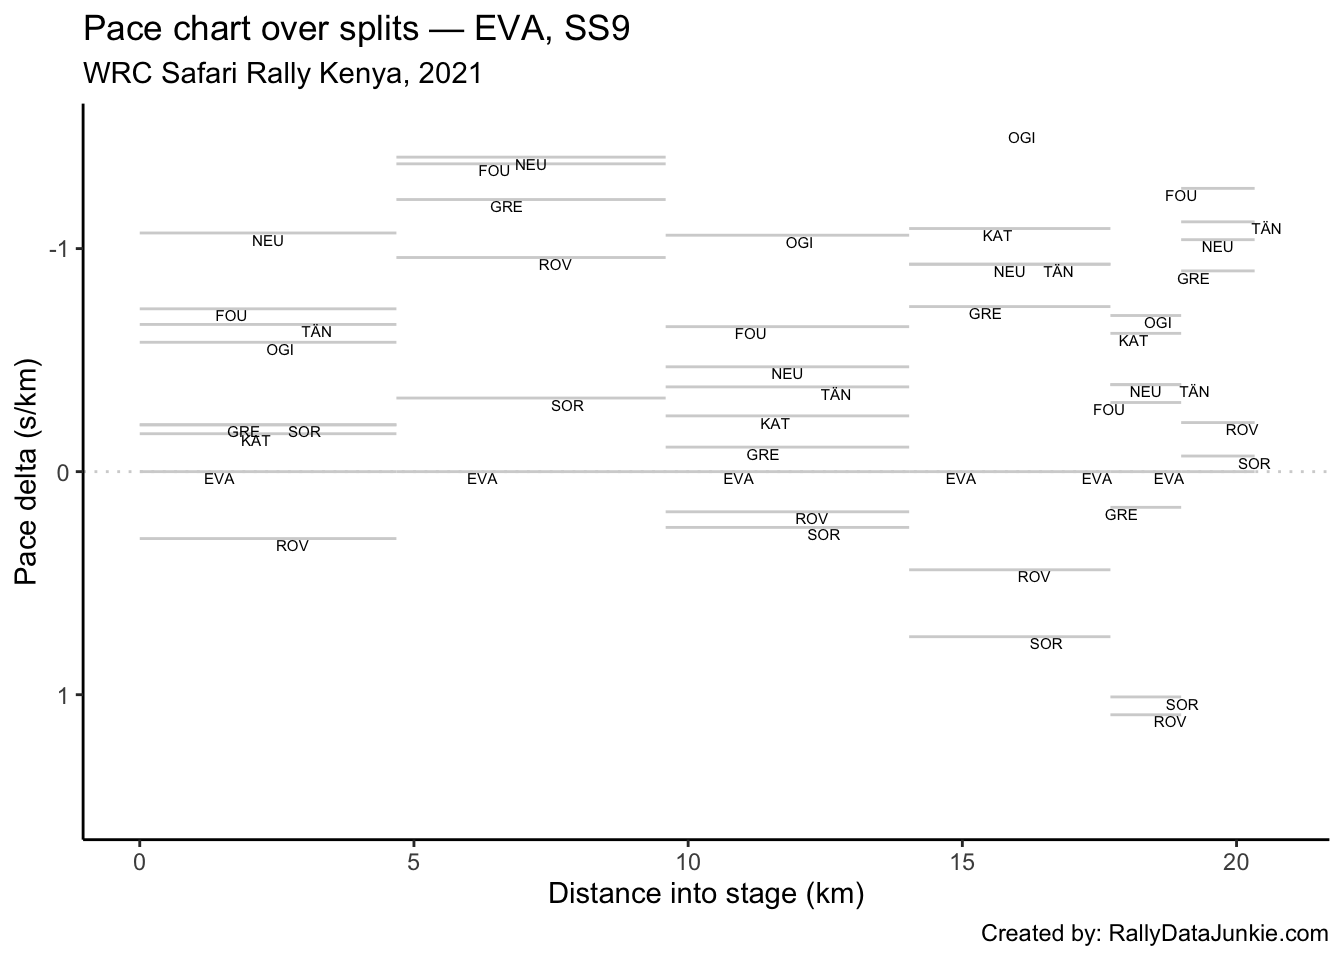 Pace chart over splits — EVA, SS9
WRC Safari Rally Kenya, 2021
OGI
NEU
FOU
FOU
GRE
TÄN
NEU
KAT
NEU
OGI
ROV
NEU TÄN
GRE
GRE
FOU
OGI
TÄN
FOU
KAT
OGI
NEU
NEU TÄN
TÄN
SOR
FOU
KAT
GRE SOR
ROV
KAT
GRE
SOR
EVA EVA EVA EVA EVA EVA
ROV
GRE
SOR
ROV
ROV
SOR
SOR
ROV
-1
0
1
Pace delta (s/km)
0 5 10 15 20
Distance into stage (km)
Created by: RallyDataJunkie.com